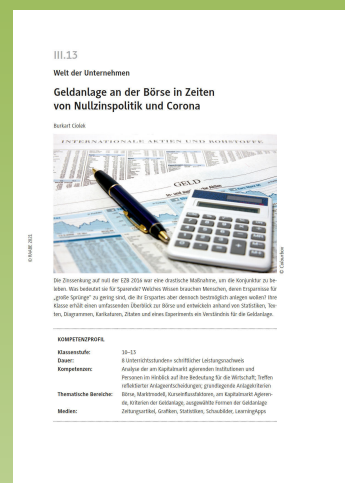 III.13
Welt der Unternehmen
Geldanlage an der Börse in Zeiten
von Nullzinspolitik und Corona
Burkart Ciolek
INTERNATIONALE AKTIEN UND ROHSTOFFE
GELD
© RAABE 2021
© Colourbox
Die Zinssenkung auf null der EZB 2016 war eine drastische Maßnahme, um die Konjunktur zu be-
leben. Was bedeutet sie für Sparende? Welches Wissen brauchen Menschen, deren Ersparnisse für
„große Sprünge“ zu gering sind, die ihr Erspartes aber dennoch bestmöglich anlegen wollen? Ihre
Klasse erhält einen umfassenden Überblick zur Börse und entwickeln anhand von Statistiken, Tex-
ten, Diagrammen, Karikaturen, Zitaten und eines Experiments ein Verständnis für die Geldanlage.
KOMPETENZPROFIL
Klassenstufe: 10–13
Dauer: 8 Unterrichtsstunden+ schriftlicher Leistungsnachweis
Kompetenzen: Analyse der am Kapitalmarkt agierenden Institutionen und
Personen im Hinblick auf ihre Bedeutung für die Wirtschaft; Treffen
reflektierter Anlageentscheidungen; grundlegende Anlagekriterien
Thematische Bereiche: Börse, Marktmodell, Kurseinflussfaktoren, am Kapitalmarkt Agieren-
de, Kriterien der Geldanlage, ausgewählte Formen der Geldanlage
Medien: Zeitungsartikel, Grafiken, Statistiken, Schaubilder, LearningApps